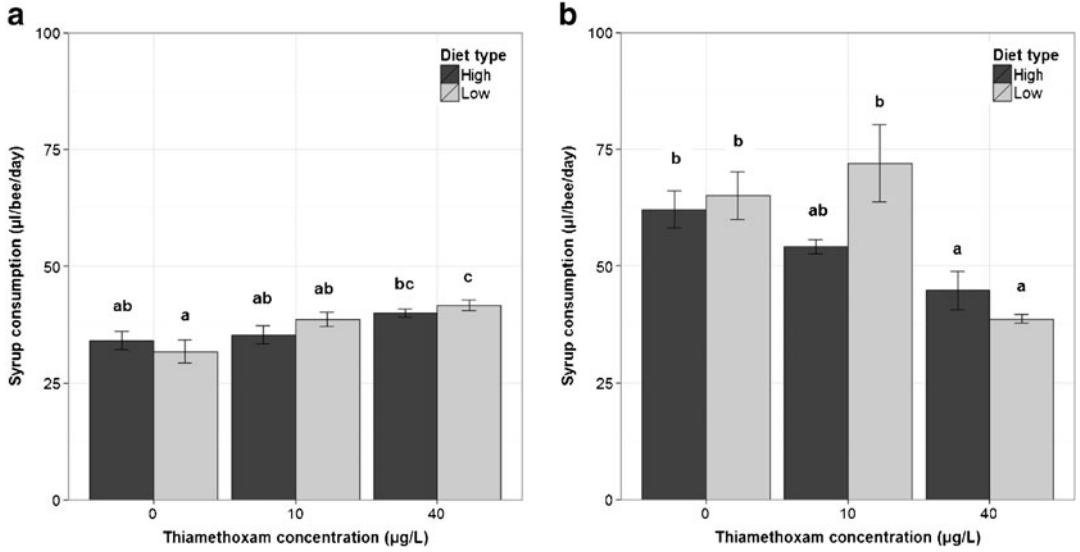 a
100
75
50
25
0
Syrup consumption (µl/bee/day)
Diet type
High
Low
ab
a
ab
ab
bc
c
0
10
40
Thiamethoxam concentration (µg/L)
b
100
75
50
25
0
Syrup consumption (µl/bee/day)
Diet type
High
Low
b
b
ab
b
a
a
0
10
40
Thiamethoxam concentration (µg/L)